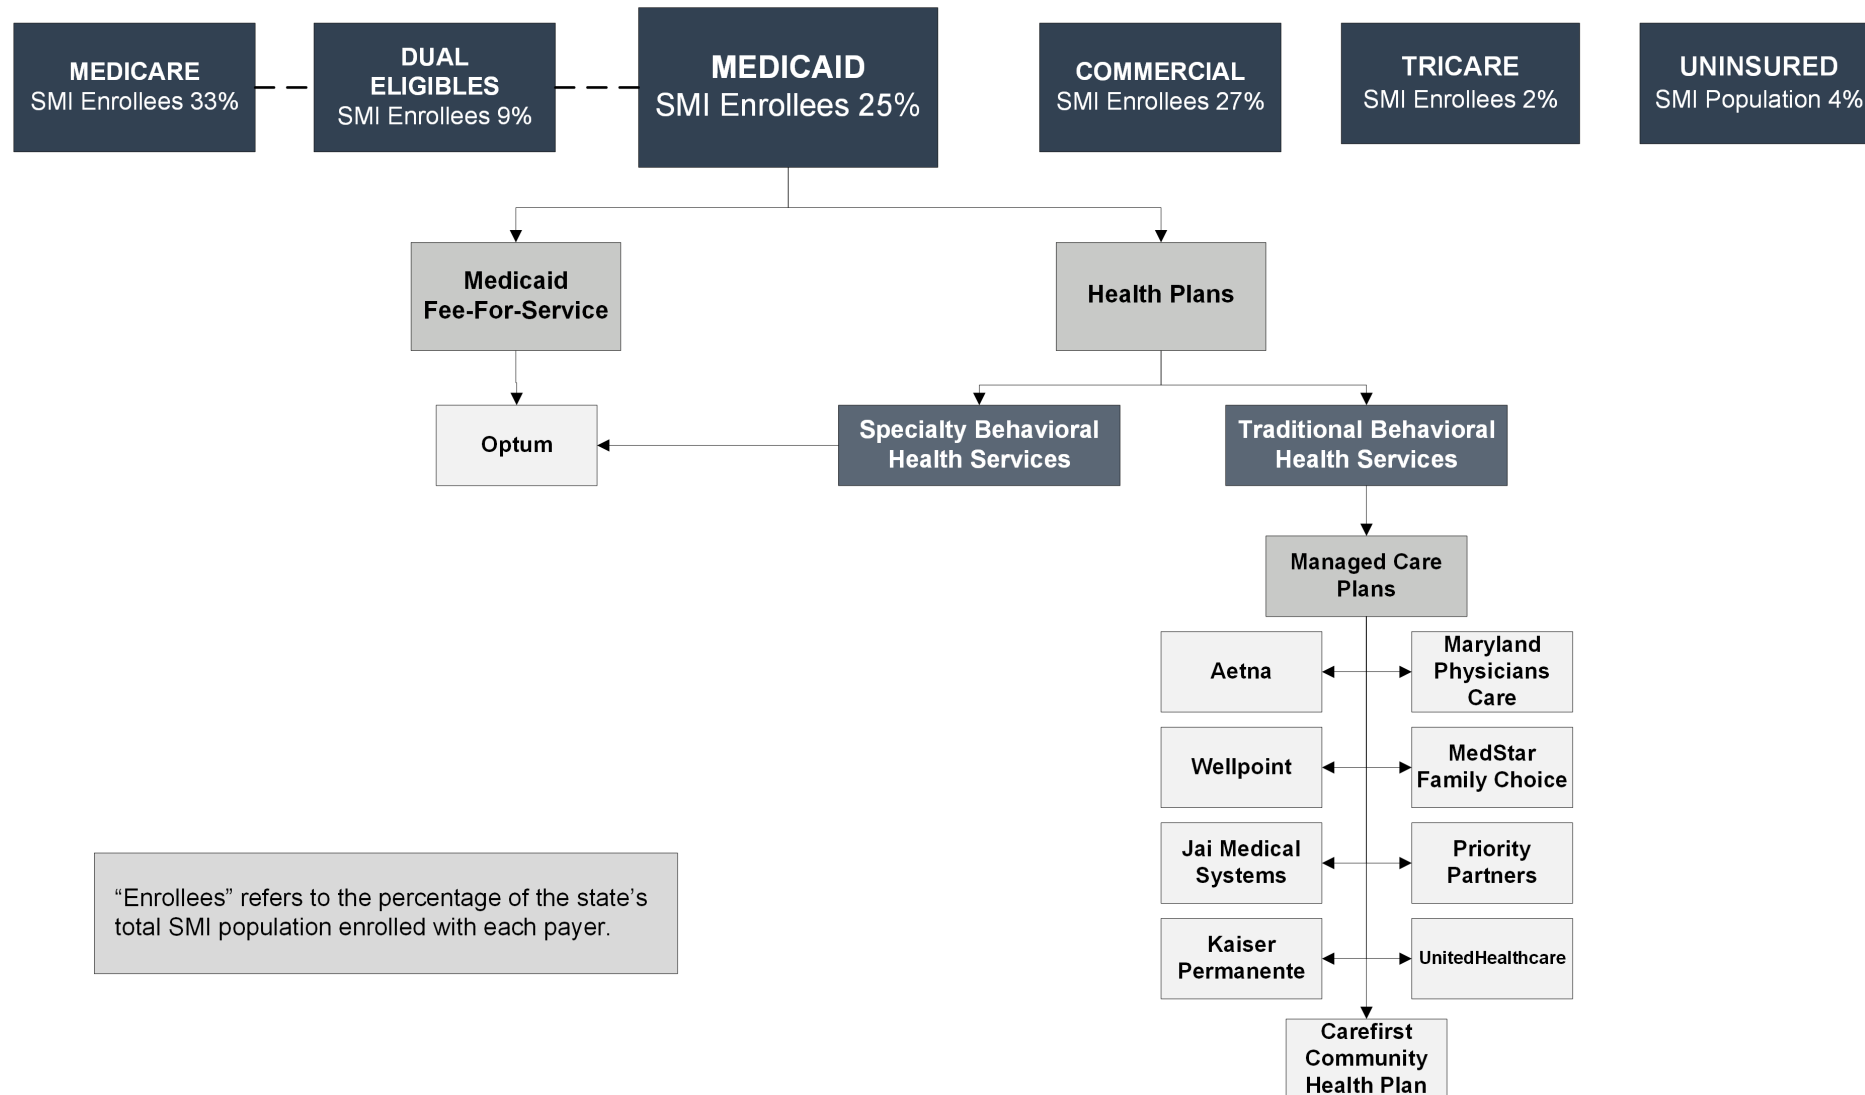 MEDICARE
SMI Enrollees 33%
DUAL
ELIGIBLES
SMI Enrollees 9%
MEDICAID
SMI Enrollees 25%
COMMERCIAL
SMI Enrollees 27%
TRICARE
SMI Enrollees 2%
UNINSURED
SMI Population 4%
Medicaid
Fee-For-Service
Health Plans
Optum
Specialty Behavioral
Health Services
Traditional Behavioral
Health Services
Managed Care
Plans
Aetna
Maryland
Physicians
Care
Wellpoint
MedStar
Family Choice
Jai Medical
Systems
Priority
Partners
Kaiser
Permanente
UnitedHealthcare
Carefirst
Community
Health Plan
“Enrollees” refers to the percentage of the state’s
total SMI population enrolled with each payer.